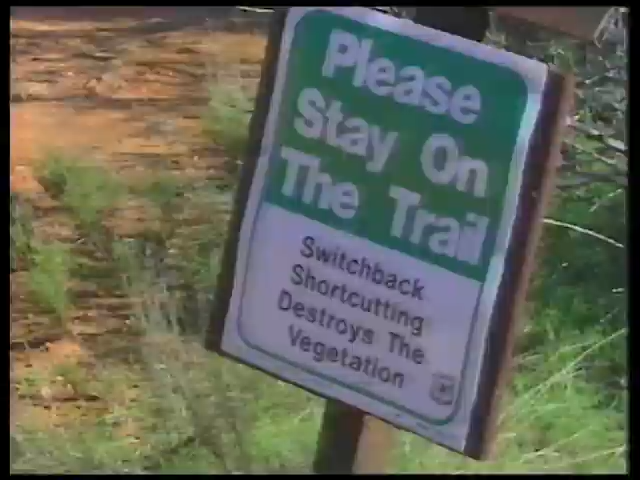 Please
Stay On
The Trail
Switchback
Shortcutting
Destroys The
Vegetation